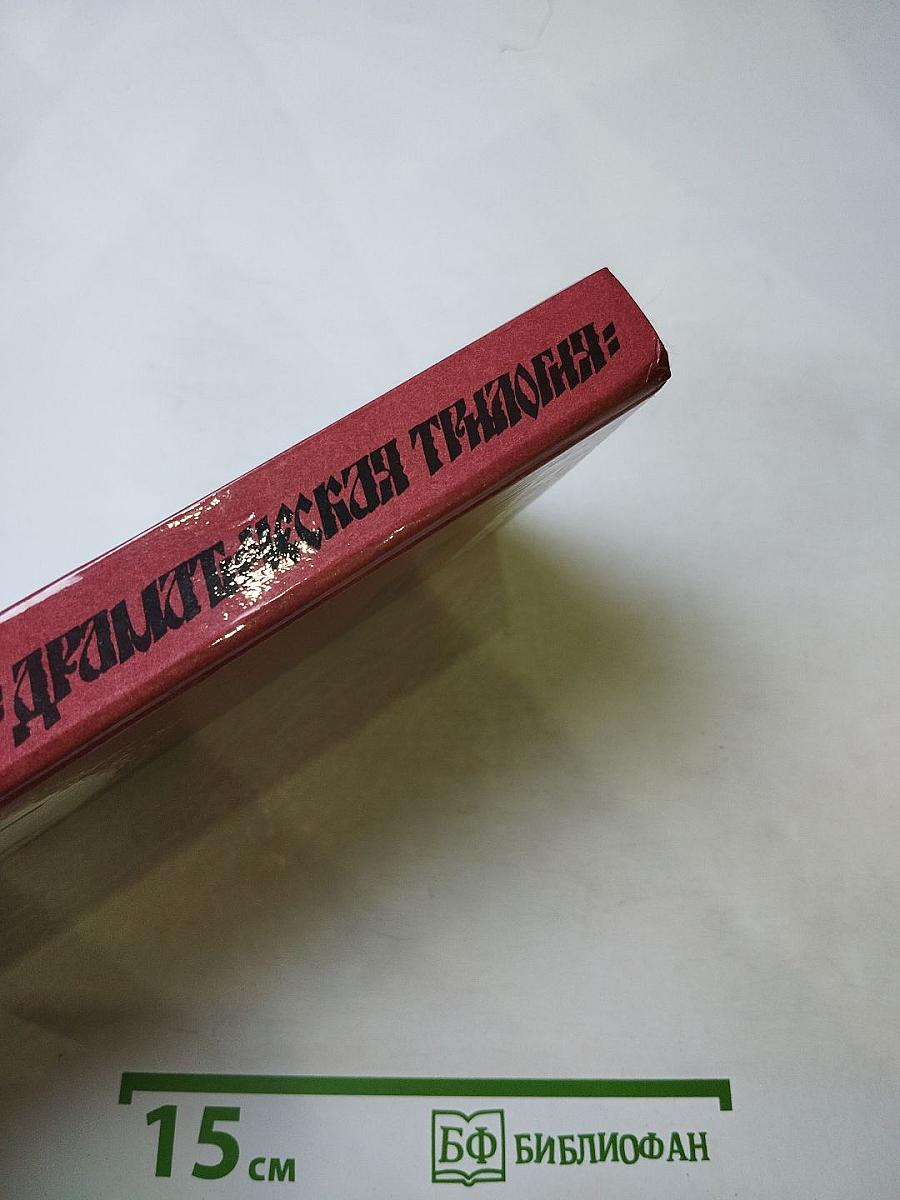 ДРАМАТИЧЕСКАЯ ТРИЛОГИЯ
15 см
БФ БИБЛИОФАН